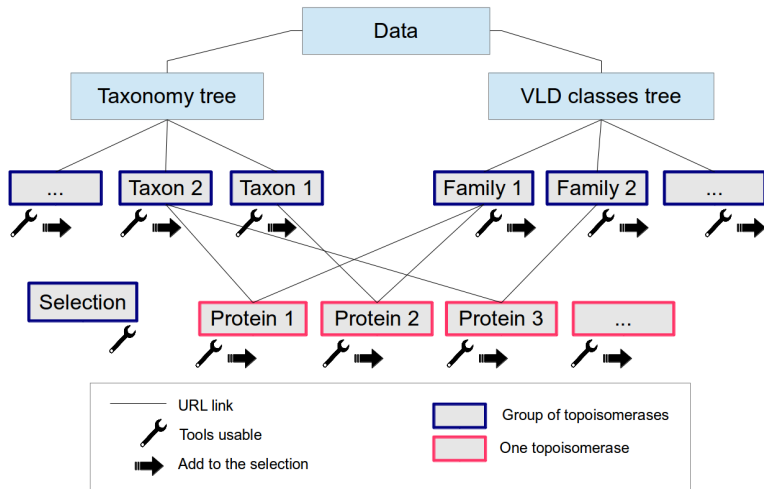 Data
Taxonomy tree
VLD classes tree
...
Taxon 2
Taxon 1
Family 1
Family 2
...
Selection
Protein 1
Protein 2
Protein 3
...
URL link
Tools usable
Add to the selection
Group of topoisomerases
One topoisomerase